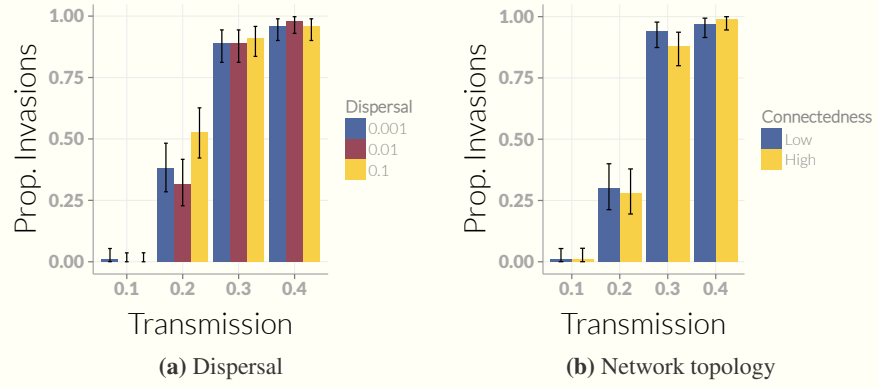 Prop. Invasions
1.00
0.75
0.50
0.25
0.00
0.1 0.2 0.3 0.4
Transmission
Dispersal
0.001
0.01
0.1
(a) Dispersal
Prop. Invasions
1.00
0.75
0.50
0.25
0.00
0.1 0.2 0.3 0.4
Transmission
Connectedness
Low
High
(b) Network topology